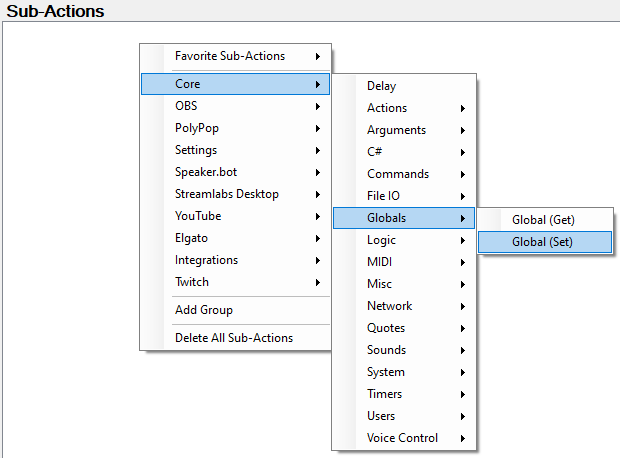 Sub-Actions
Favorite Sub-Actions
Core
OBS
PolyPop
Settings
Speaker.bot
Streamlabs Desktop
YouTube
Elgato
Integrations
Twitch
Add Group
Delete All Sub-Actions
Delay
Actions
Arguments
C#
Commands
File IO
Globals
Logic
MIDI
Misc
Network
Quotes
Sounds
System
Timers
Users
Voice Control
Global (Get)
Global (Set)